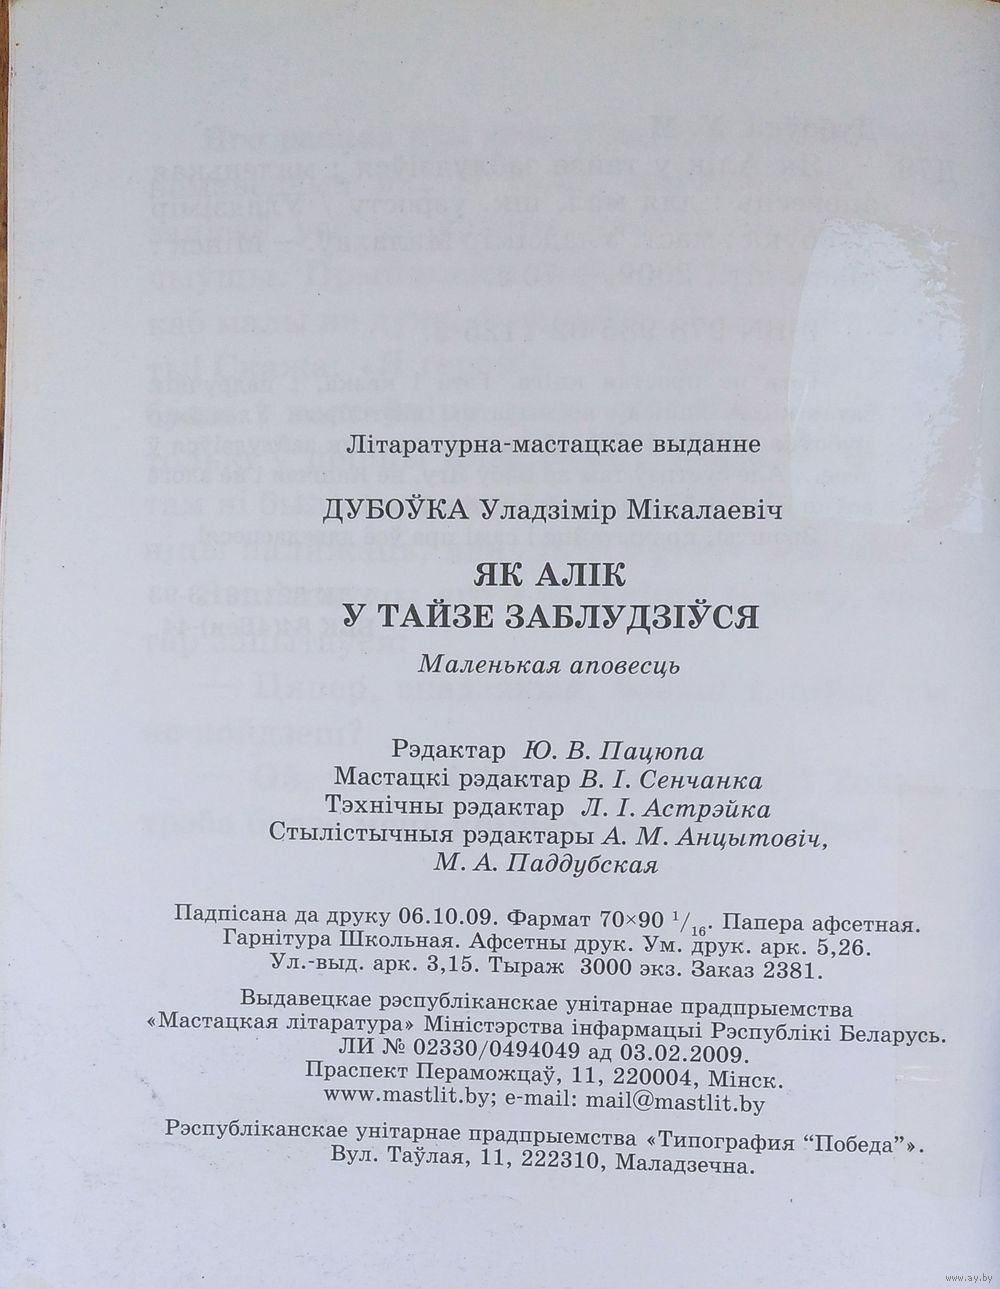 Літаратурна-мастацкае выданне
ДУБОЎКА Уладзімір Мікалаевіч
ЯК АЛІК
У ТАЙЗЕ ЗАБЛУДЗІЎСЯ
Маленькая аповесць
Рэдактар Ю. В. Пацюпа
Мастацкі рэдактар В. І. Сенчанка
Тэхнічны рэдактар Л. І. Астрэйка
Стылістычныя рэдактары А. М. Анцытовіч,
М. А. Паддубская
Падпісана да друку 06.10.09. Фармат 70×90 1/16. Папера афсетная.
Гарнітура Школьная. Афсетны друк. Ум. друк. арк. 5,26.
Ул.-выд. арк. 3,15. Тыраж 3000 экз. Заказ 2381.
Выдавецкае рэспубліканскае унітарнае прадпрыемства
«Мастацкая літаратура» Міністэрства інфармацыі Рэспублікі Беларусь.
ЛИ № 02330/0494049 ад 03.02.2009.
Праспект Пераможцаў, 11, 220004, Мінск.
www.mastlit.by; e-mail: mail@mastlit.by
Рэспубліканскае унітарнае прадпрыемства «Типография “Победа”».
Вул. Таўлая, 11, 222310, Маладзечна.
www.ay.by